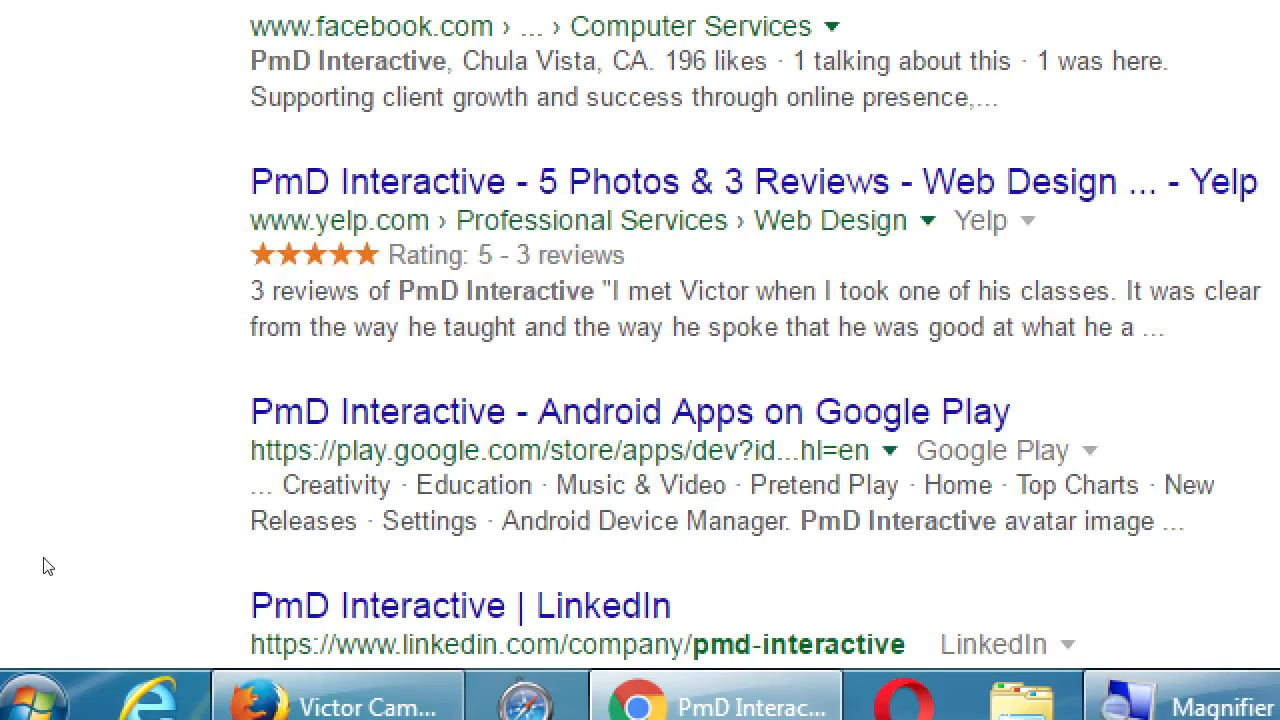 www.facebook.com › ... › Computer Services
PmD Interactive, Chula Vista, CA. 196 likes · 1 talking about this · 1 was here.
Supporting client growth and success through online presence,...
PmD Interactive - 5 Photos & 3 Reviews - Web Design ... - Yelp
www.yelp.com › Professional Services › Web Design Yelp
Rating: 5 - 3 reviews
3 reviews of PmD Interactive "I met Victor when I took one of his classes. It was clear
from the way he taught and the way he spoke that he was good at what he a ...
PmD Interactive - Android Apps on Google Play
https://play.google.com/store/apps/dev?id...hl=en Google Play
... Creativity · Education · Music & Video · Pretend Play · Home · Top Charts · New
Releases · Settings · Android Device Manager. PmD Interactive avatar image ...
PmD Interactive | LinkedIn
https://www.linkedin.com/company/pmd-interactive LinkedIn
Victor Cam... PmD Interac... Magnifier